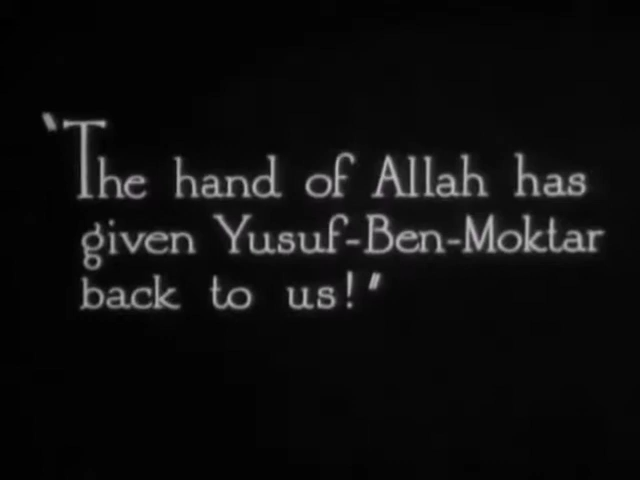 "The hand of Allah has
given Yusuf-Ben-Moktar
back to us!"